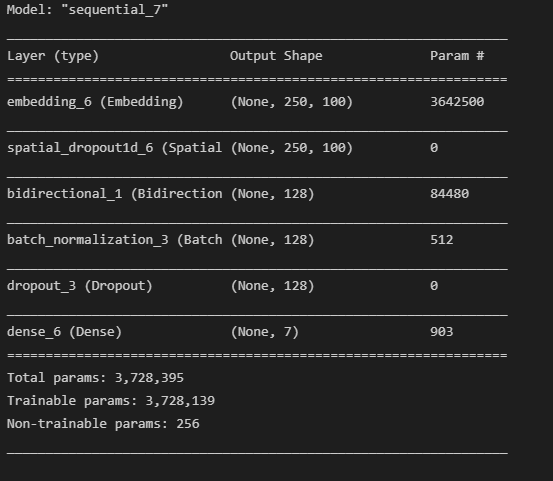 Model: "sequential_7"
_________________________________________________________________
Layer (type)                 Output Shape              Param #
=================================================================
embedding_6 (Embedding)      (None, 250, 100)          3642500
_________________________________________________________________
spatial_dropout1d_6 (Spatial (None, 250, 100)          0
_________________________________________________________________
bidirectional_1 (Bidirection (None, 128)               84480
_________________________________________________________________
batch_normalization_3 (Batch (None, 128)               512
_________________________________________________________________
dropout_3 (Dropout)          (None, 128)               0
_________________________________________________________________
dense_6 (Dense)              (None, 7)                 903
=================================================================
Total params: 3,728,395
Trainable params: 3,728,139
Non-trainable params: 256
_________________________________________________________________